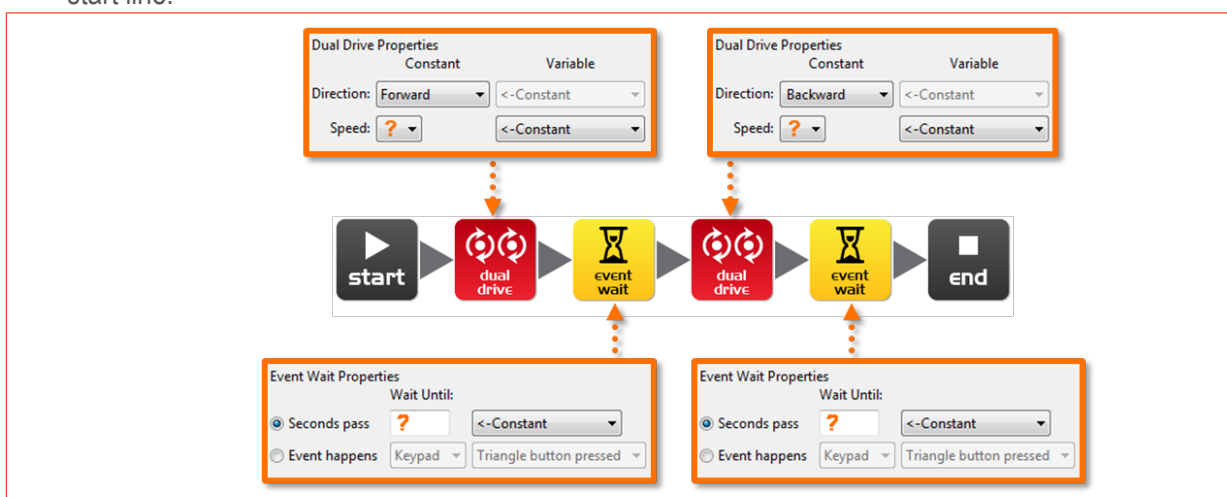 start line.
Dual Drive Properties
Constant Variable
Direction: Forward <-Constant
Speed: ? <-Constant
Dual Drive Properties
Constant Variable
Direction: Backward <-Constant
Speed: ? <-Constant
start
dual
drive
event
wait
dual
drive
event
wait
end
Event Wait Properties
Wait Until:
Seconds pass ? <-Constant
Event happens Keypad Triangle button pressed
Event Wait Properties
Wait Until:
Seconds pass ? <-Constant
Event happens Keypad Triangle button pressed